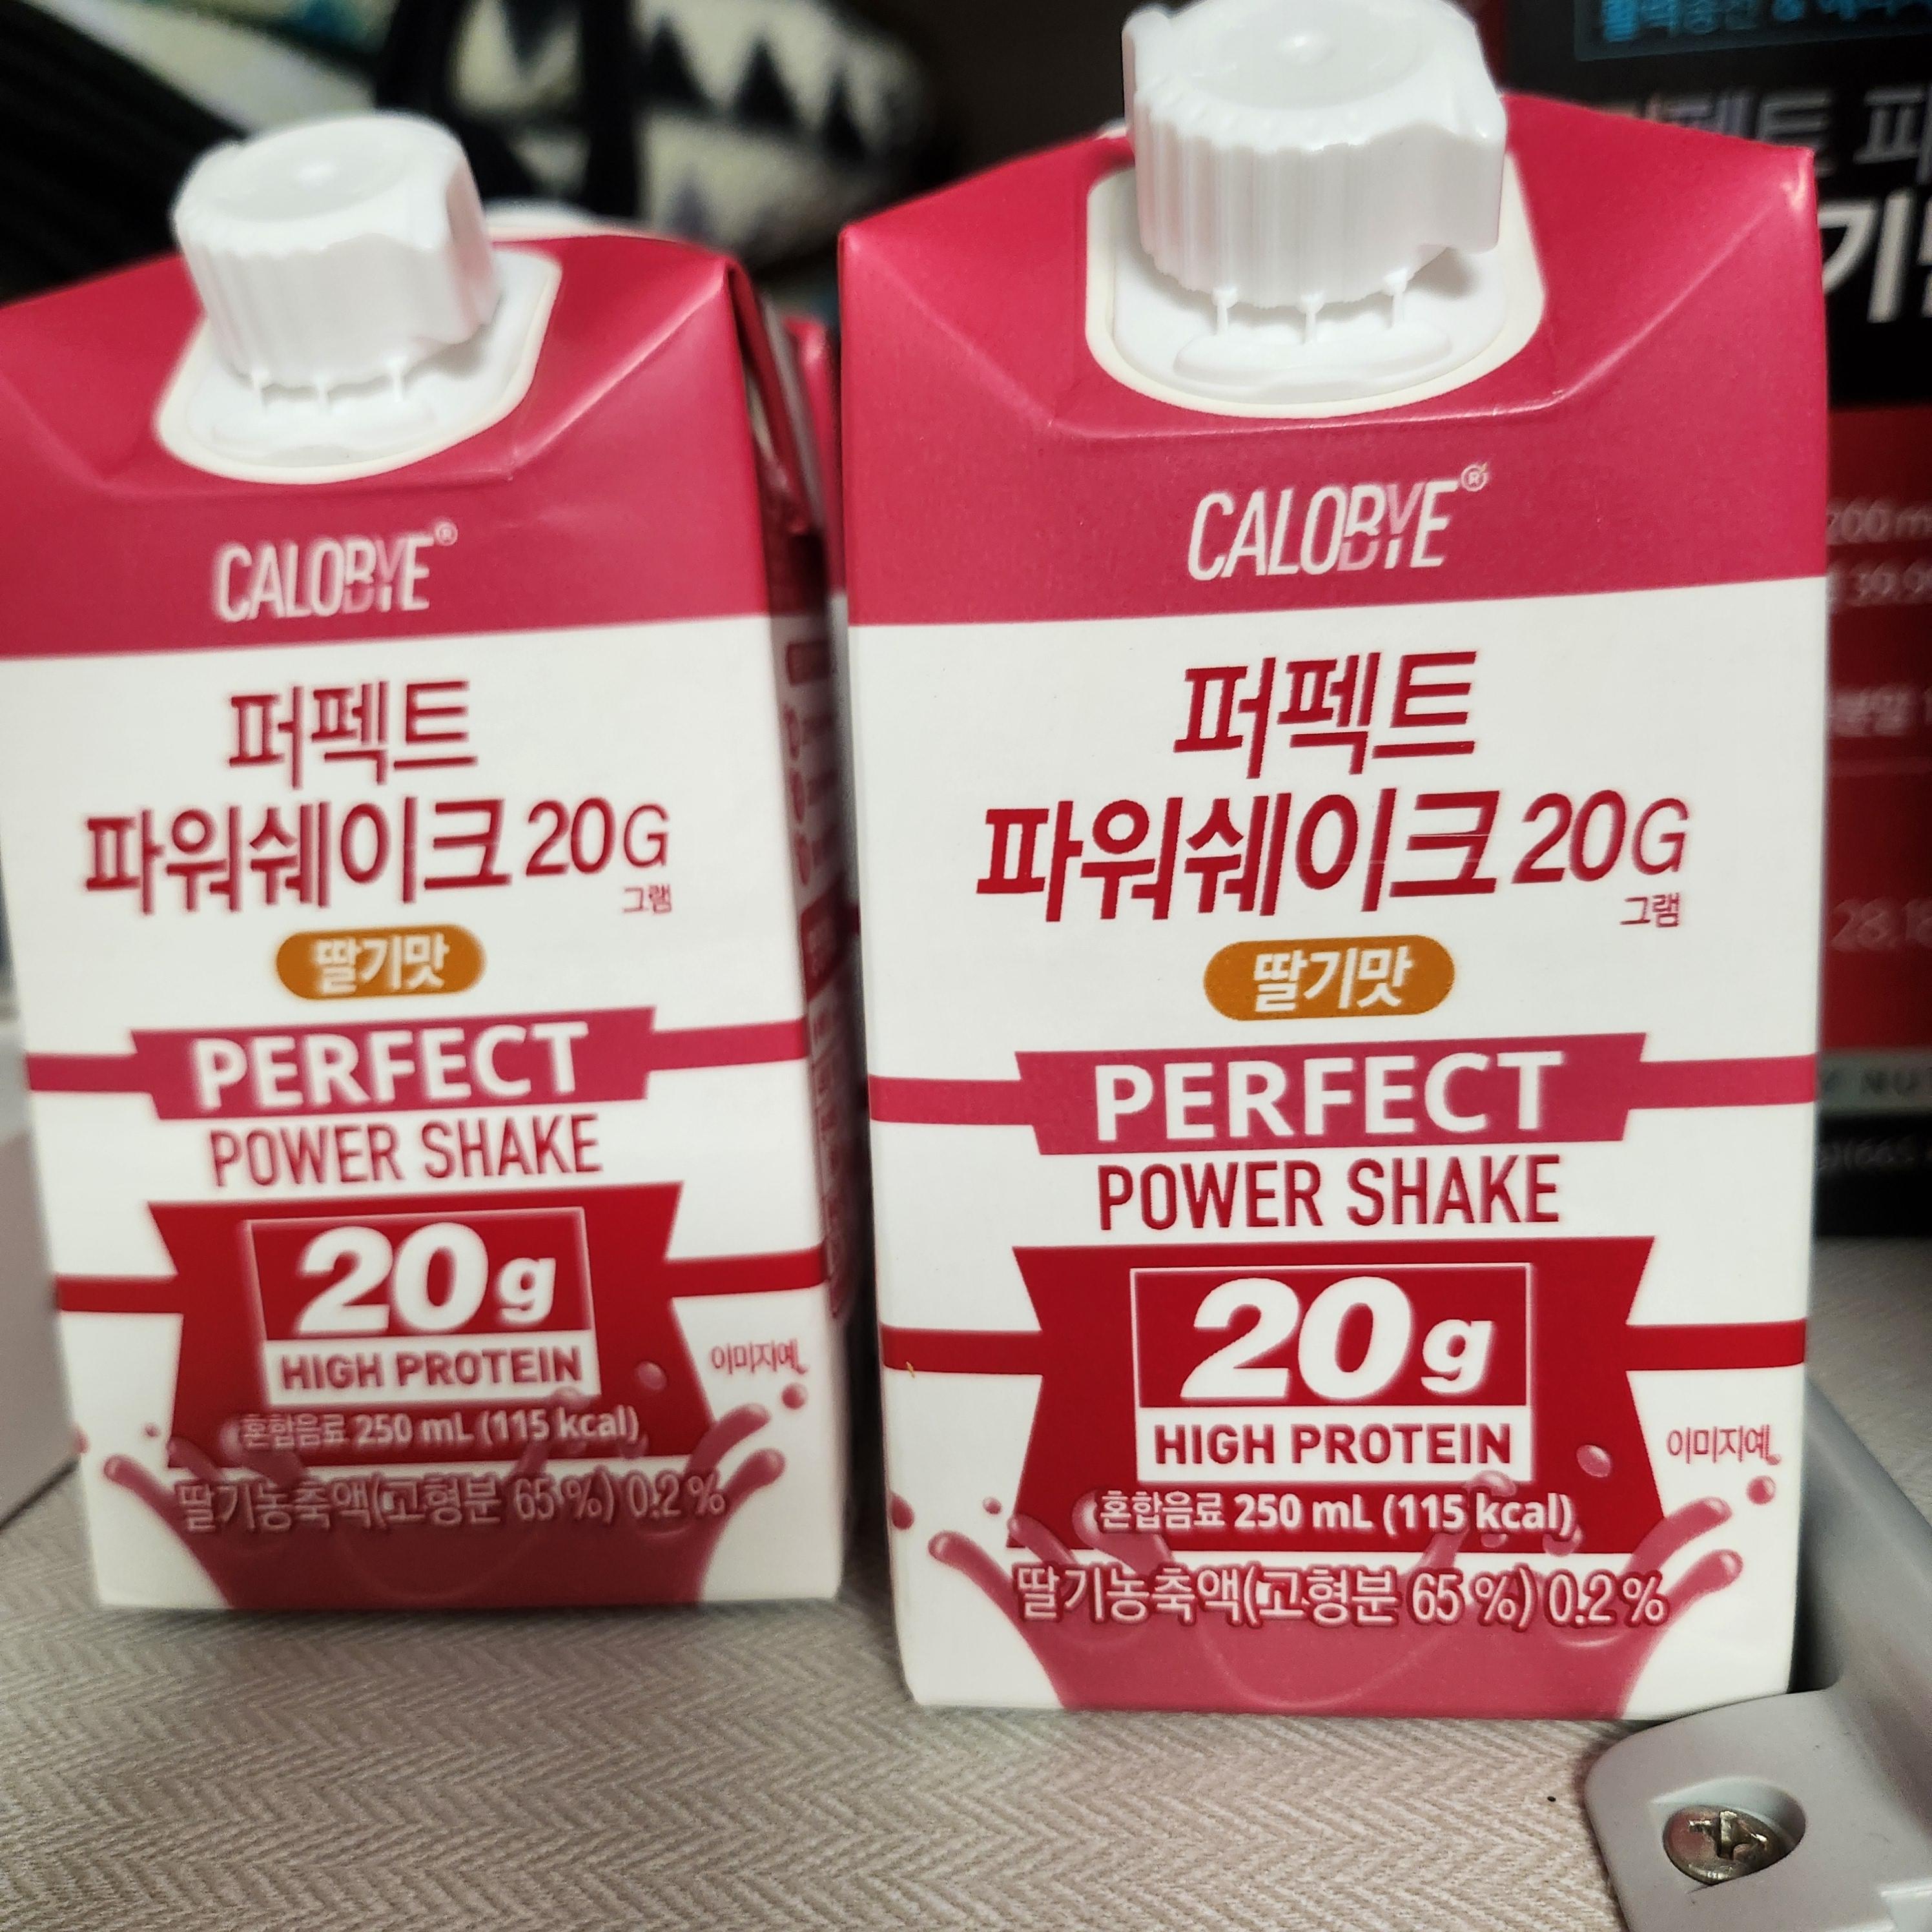 CALOBYE®
퍼펙트
파워쉐이크 20G
그램
딸기맛
PERFECT
POWER SHAKE
20g
HIGH PROTEIN
이미지예
혼합음료 250 mL (115 kcal)
딸기농축액(고형분 65 %) 0.2 %
CALOBYE®
퍼펙트
파워쉐이크 20G
그램
딸기맛
PERFECT
POWER SHAKE
20g
HIGH PROTEIN
이미지예
혼합음료 250 mL (115 kcal)
딸기농축액(고형분 65 %) 0.2 %